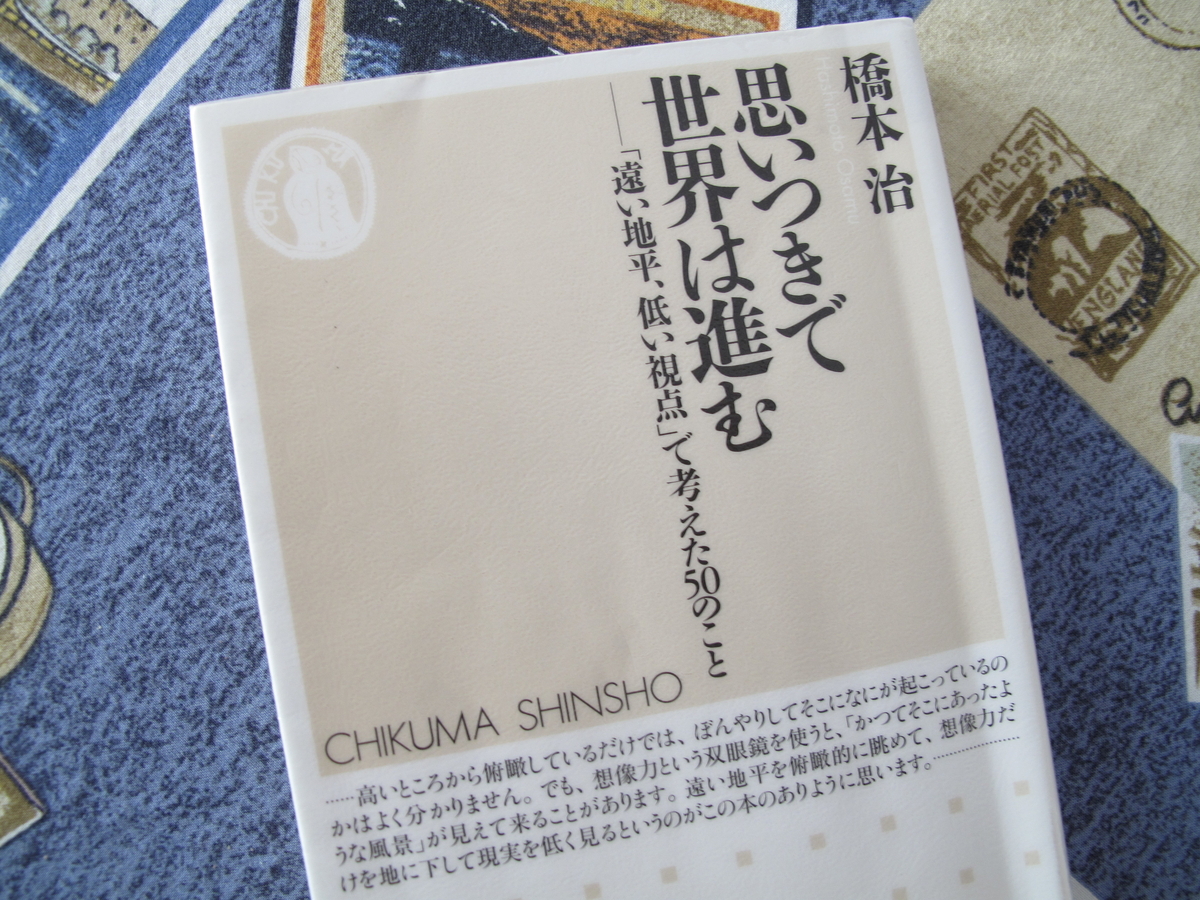 橋本 治
Hashimoto Osamu
思いつきで
世界は進む
――「遠い地平、低い視点」で考えた50のこと
CHIKUMA SHINSHO
……高いところから俯瞰しているだけでは、ぼんやりしてそこになにが起こっているの
かはよく分かりません。でも、想像力という双眼鏡を使うと、「かつてそこにあったよ
うな風景」が見えて来ることがあります。遠い地平を俯瞰的に眺めて、想像力だ
けを地に下して現実を低く見るというのがこの本のありように思います。…………
FIRST
AERIAL POST
ENGLAND